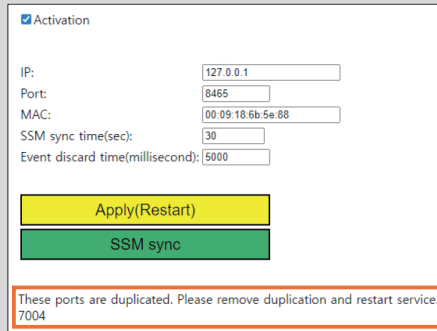 Activation
IP: 127.0.0.1
Port: 8465
MAC: 00:09:18:6b:5e:88
SSM sync time(sec): 30
Event discard time(millisecond): 5000
Apply(Restart)
SSM sync
These ports are duplicated. Please remove duplication and restart service.
7004